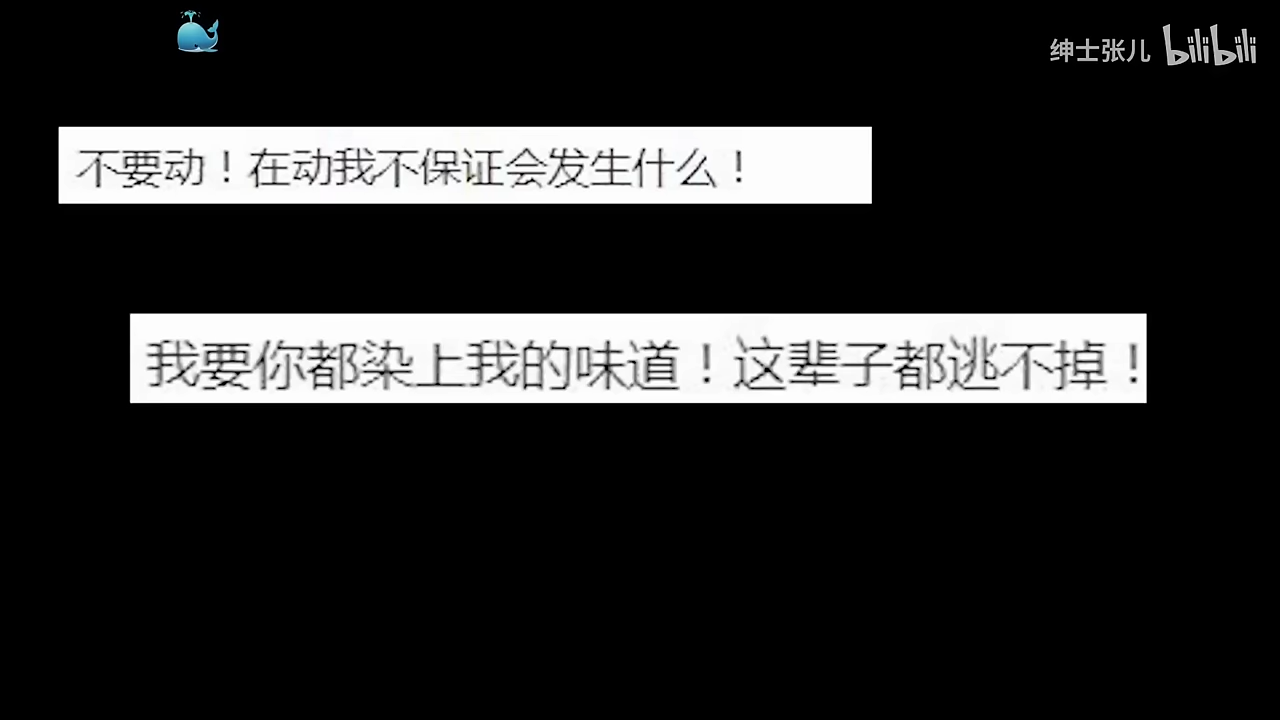 绅士张儿 bilibili
不要动！在动我不保证会发生什么！
我要你都染上我的味道！这辈子都逃不掉！